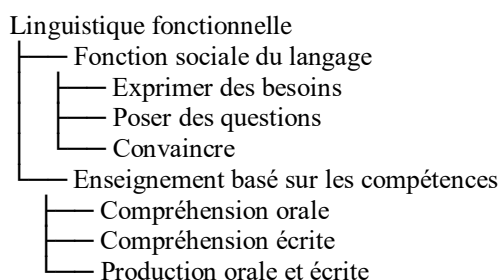 Linguistique fonctionnelle
Fonction sociale du langage
Exprimer des besoins
Poser des questions
Convaincre
Enseignement basé sur les compétences
Compréhension orale
Compréhension écrite
Production orale et écrite